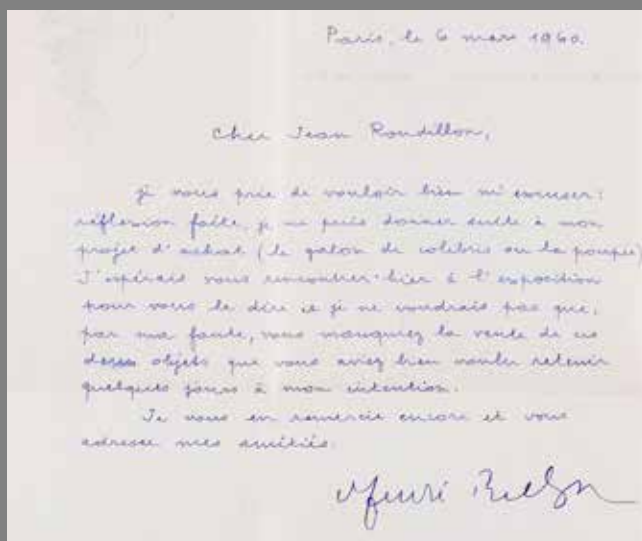 Paris, le 6 mars 1960.
Cher Jean Roudillon,
je vous prie de vouloir bien m'excuser :
réflexion faite, je ne puis donner suite à mon
projet d'achat (le galon de colibris ou la poupée)
J'espérais vous rencontrer hier à l'exposition
pour vous le dire et je ne voudrais pas que,
par ma faute, vous manquiez la vente de ces
deux objets que vous aviez bien voulu retenir
quelques jours à mon intention.
Je vous en remercie encore et vous
adresse mes amitiés.
Henri